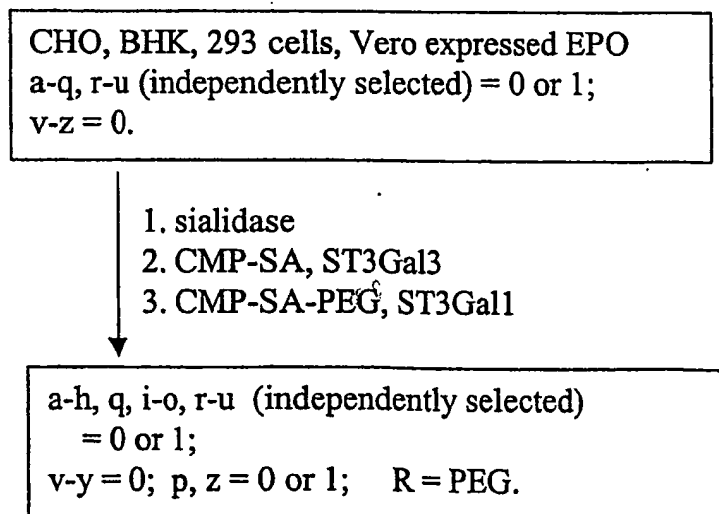 CHO, BHK, 293 cells, Vero expressed EPO
a-q, r-u (independently selected) = 0 or 1;
v-z = 0.
1. sialidase
2. CMP-SA, ST3Gal3
3. CMP-SA-PEG, ST3Gal1
a-h, q, i-o, r-u (independently selected)
= 0 or 1;
v-y = 0; p, z = 0 or 1; R = PEG.